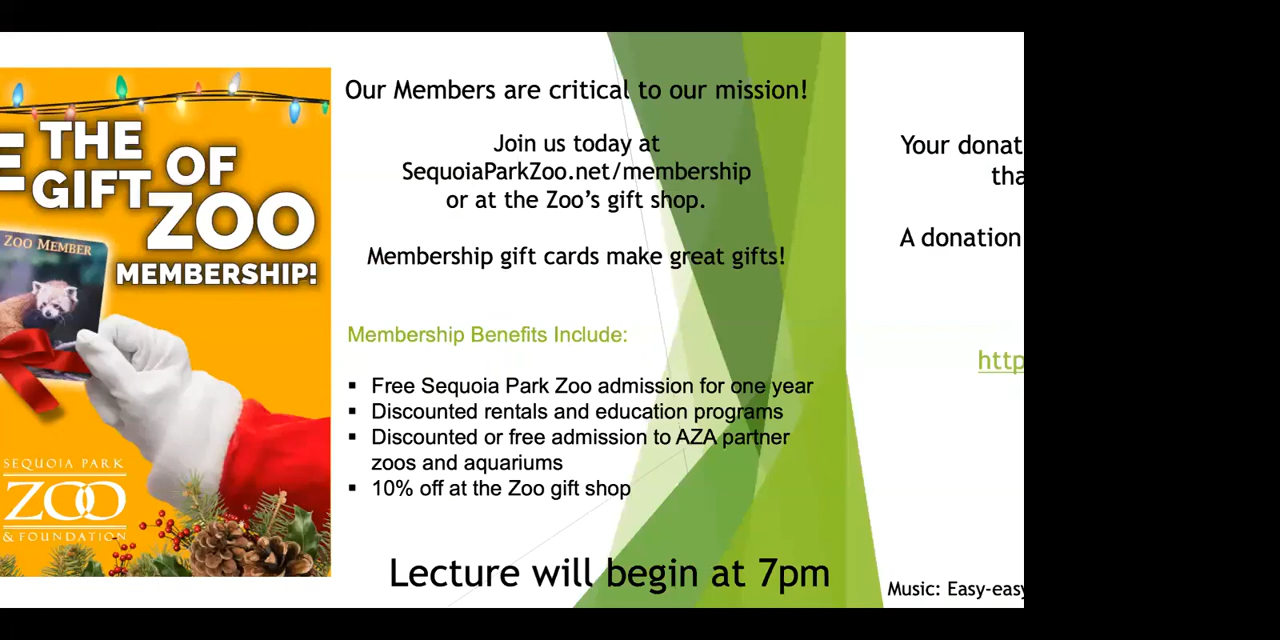 E THE
GIFT OF
ZOO
MEMBERSHIP!
ZOO MEMBER
SEQUOIA PARK
ZOO
& FOUNDATION
Our Members are critical to our mission!
Join us today at
SequoiaParkZoo.net/membership
or at the Zoo's gift shop.
Membership gift cards make great gifts!
Membership Benefits Include:
▪ Free Sequoia Park Zoo admission for one year
▪ Discounted rentals and education programs
▪ Discounted or free admission to AZA partner
zoos and aquariums
▪ 10% off at the Zoo gift shop
Lecture will begin at 7pm
Your donat
tha
A donation
http
Music: Easy-easy